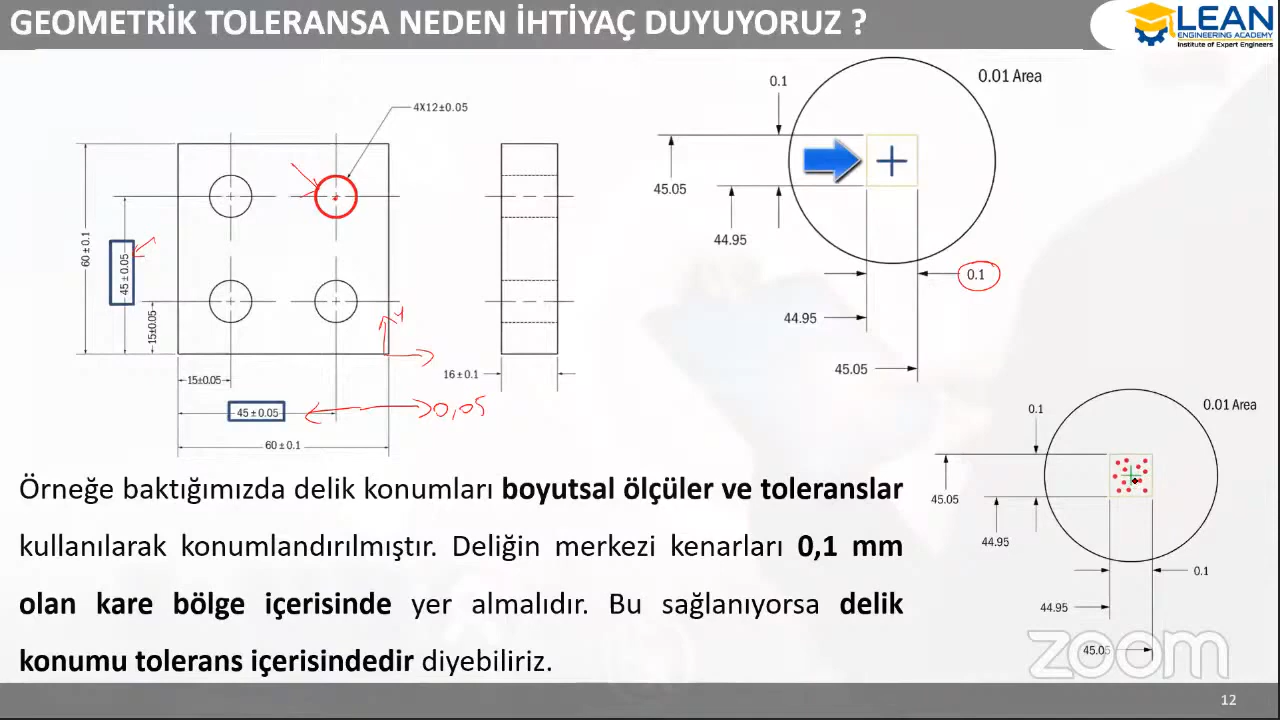 GEOMETRİK TOLERANSA NEDEN İHTİYAÇ DUYUYORUZ ?
LEAN
ENGINEERING ACADEMY
Institute of Expert Engineers
4X12±0.05
60±0.1
45±0.05
15±0.05
15±0.05
45±0.05
0,05
60±0.1
16±0.1
0.01 Area
0.1
45.05
44.95
0.1
44.95
45.05
0.01 Area
0.1
45.05
44.95
0.1
44.95
45.05
Örneğe baktığımızda delik konumları boyutsal ölçüler ve toleranslar
kullanılarak konumlandırılmıştır. Deliğin merkezi kenarları 0,1 mm
olan kare bölge içerisinde yer almalıdır. Bu sağlanıyorsa delik
konumu tolerans içerisindedir diyebiliriz.
zoom
12